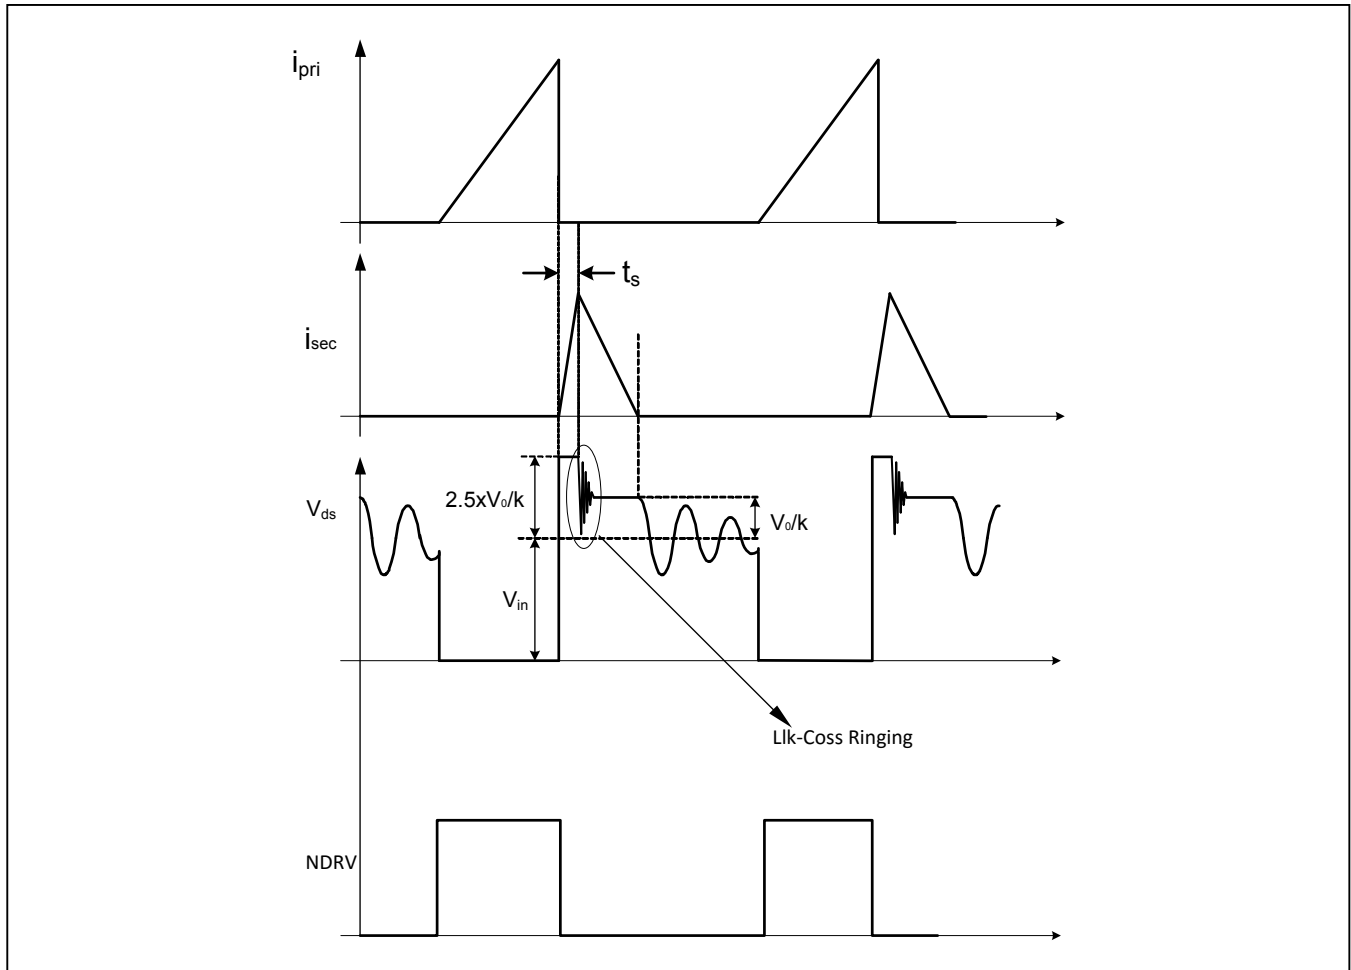 ipri
ts
isec
2.5xV0/k
Vds
V0/k
Vin
Llk-Coss Ringing
NDRV